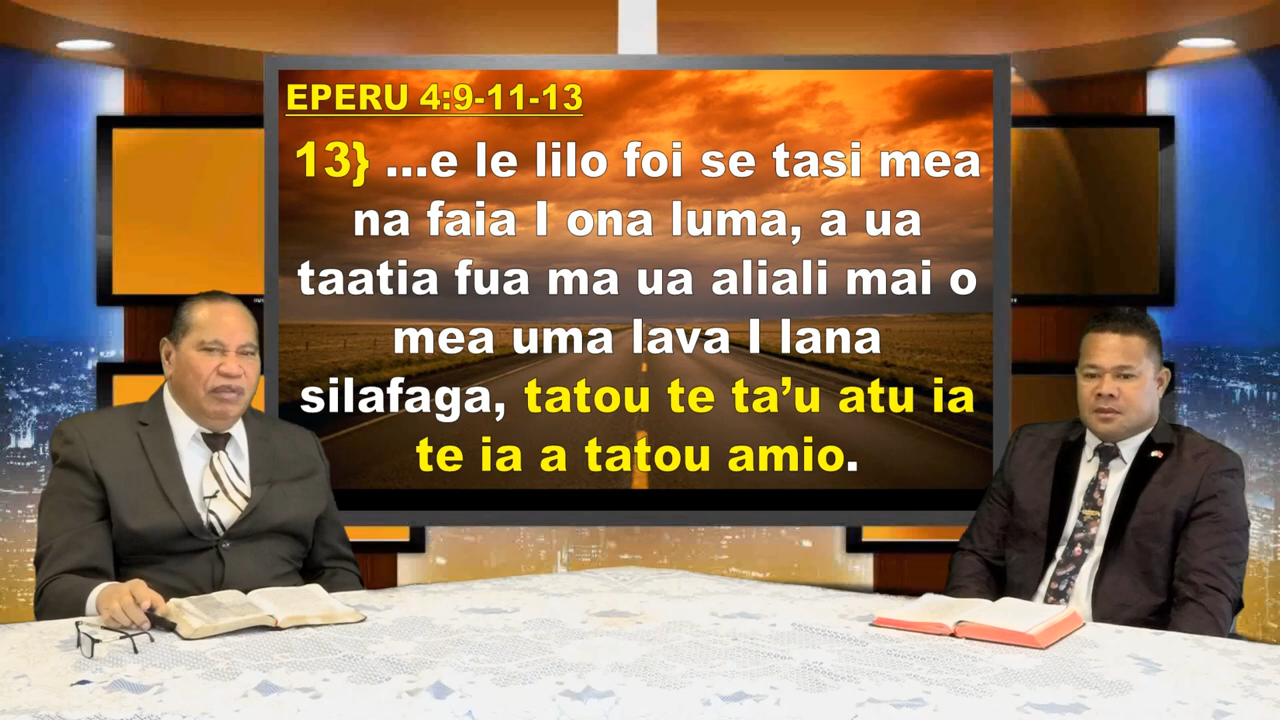 EPERU 4:9-11-13
13} ...e le lilo foi se tasi mea
na faia I ona luma, a ua
taatia fua ma ua aliali mai o
mea uma lava I lana
silafaga, tatou te ta’u atu ia
te ia a tatou amio.